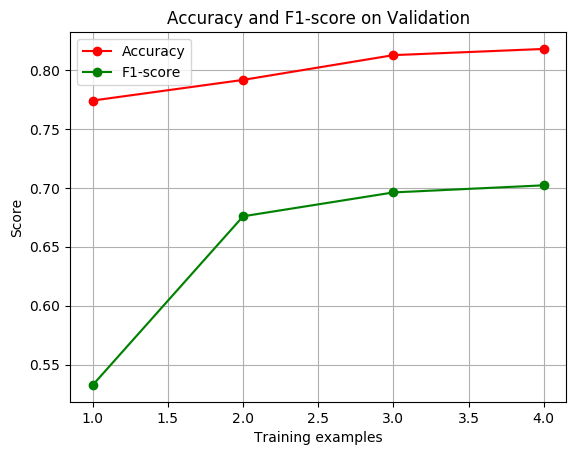 Accuracy and F1-score on Validation
Accuracy
F1-score
0.80
0.75
0.70
0.65
0.60
0.55
Score
1.0 1.5 2.0 2.5 3.0 3.5 4.0
Training examples